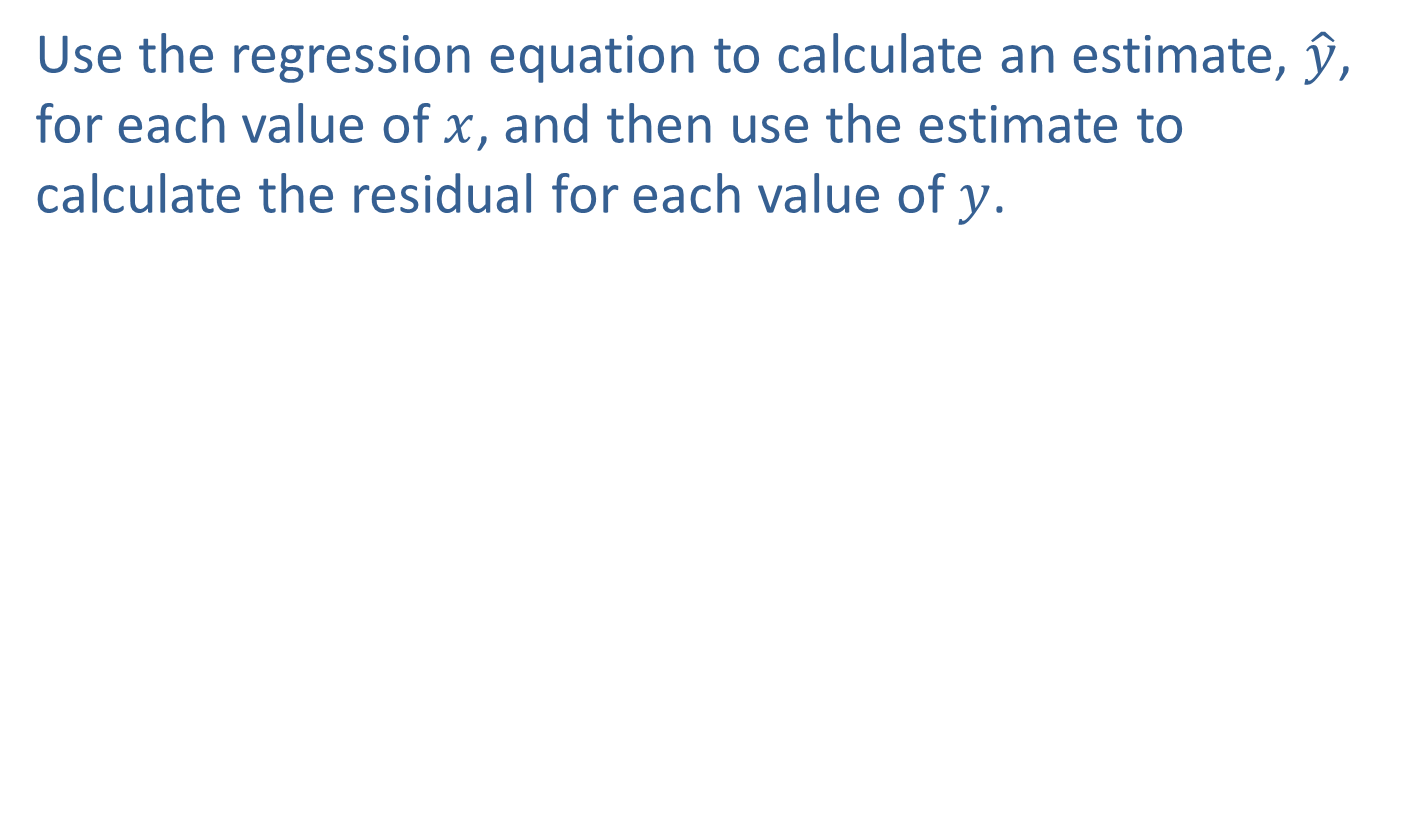 Use the regression equation to calculate an estimate, ŷ,
for each value of x, and then use the estimate to
calculate the residual for each value of y.